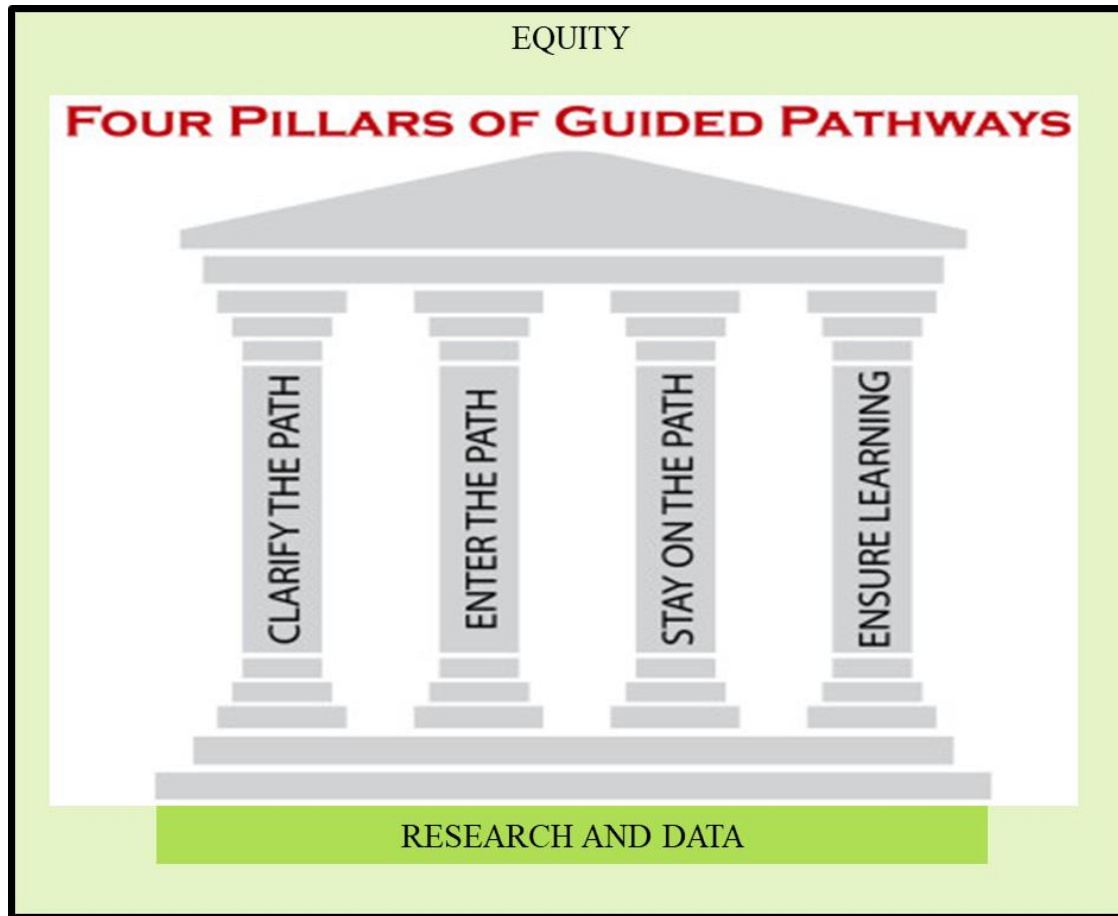 EQUITY
FOUR PILLARS OF GUIDED PATHWAYS
CLARIFY THE PATH
ENTER THE PATH
STAY ON THE PATH
ENSURE LEARNING
RESEARCH AND DATA